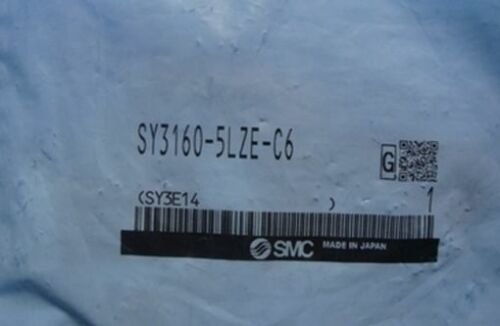 SY3160-5LZE-C6
G
(SY3E14 ) 1
SMC MADE IN JAPAN